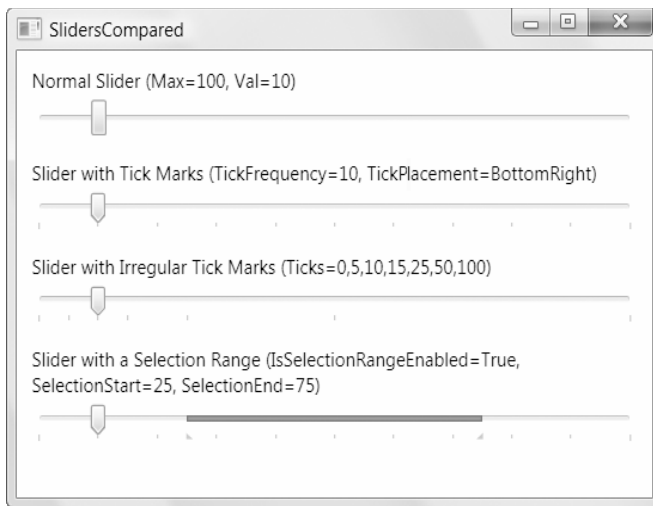 SlidersCompared
Normal Slider (Max=100, Val=10)
Slider with Tick Marks (TickFrequency=10, TickPlacement=BottomRight)
Slider with Irregular Tick Marks (Ticks=0,5,10,15,25,50,100)
Slider with a Selection Range (IsSelectionRangeEnabled=True,
SelectionStart=25, SelectionEnd=75)